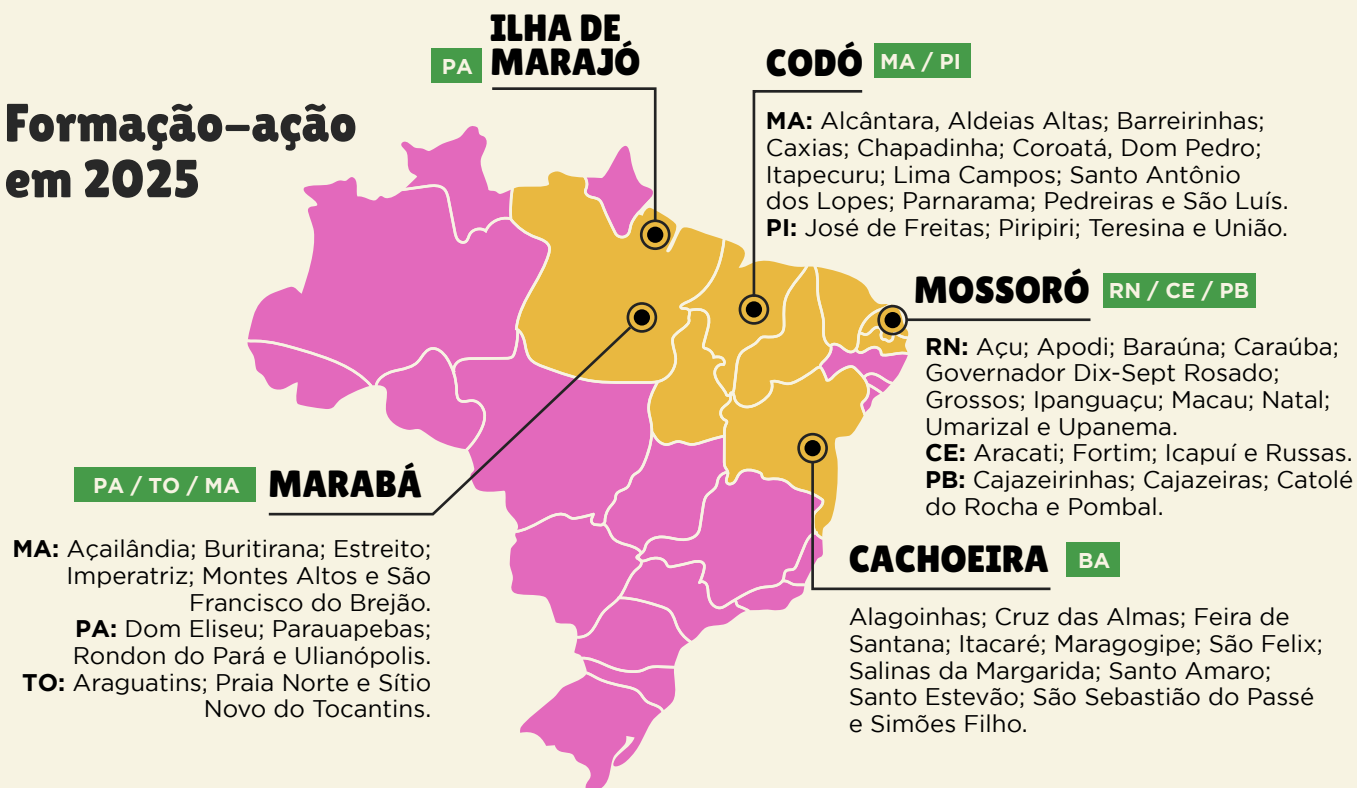 Formação-ação
em 2025
PA
ILHA DE
MARAJÓ
CODÓ
MA / PI
MA: Alcântara, Aldeias Altas; Barreirinhas;
Caxias; Chapadinha; Coroatá, Dom Pedro;
Itapecuru; Lima Campos; Santo Antônio
dos Lopes; Parnarama; Pedreiras e São Luís.
PI: José de Freitas; Piripiri; Teresina e União.
MOSSORÓ
RN / CE / PB
RN: Açu; Apodi; Baraúna; Caraúba;
Governador Dix-Sept Rosado;
Grossos; Ipanguaçu; Macau; Natal;
Umarizal e Upanema.
CE: Aracati; Fortim; Icapuí e Russas.
PB: Cajazeirinhas; Cajazeiras; Catolé
do Rocha e Pombal.
PA / TO / MA
MARABÁ
MA: Açailândia; Buritirana; Estreito;
Imperatriz; Montes Altos e São
Francisco do Brejão.
PA: Dom Eliseu; Parauapebas;
Rondon do Pará e Ulianópolis.
TO: Araguatins; Praia Norte e Sítio
Novo do Tocantins.
CACHOEIRA
BA
Alagoinhas; Cruz das Almas; Feira de
Santana; Itacaré; Maragogipe; São Felix;
Salinas da Margarida; Santo Amaro;
Santo Estevão; São Sebastião do Passé
e Simões Filho.